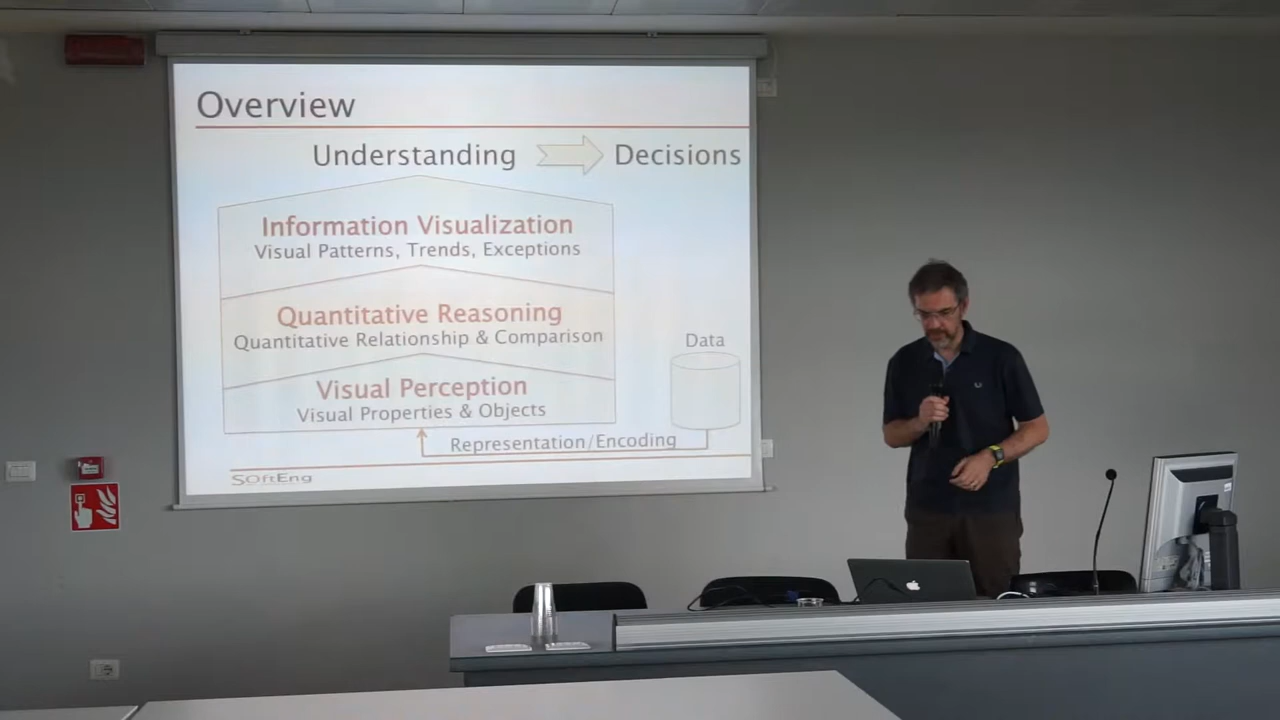 Overview
Understanding
Decisions
Information Visualization
Visual Patterns, Trends, Exceptions
Quantitative Reasoning
Quantitative Relationship & Comparison
Data
Visual Perception
Visual Properties & Objects
Representation/Encoding
SOftEng